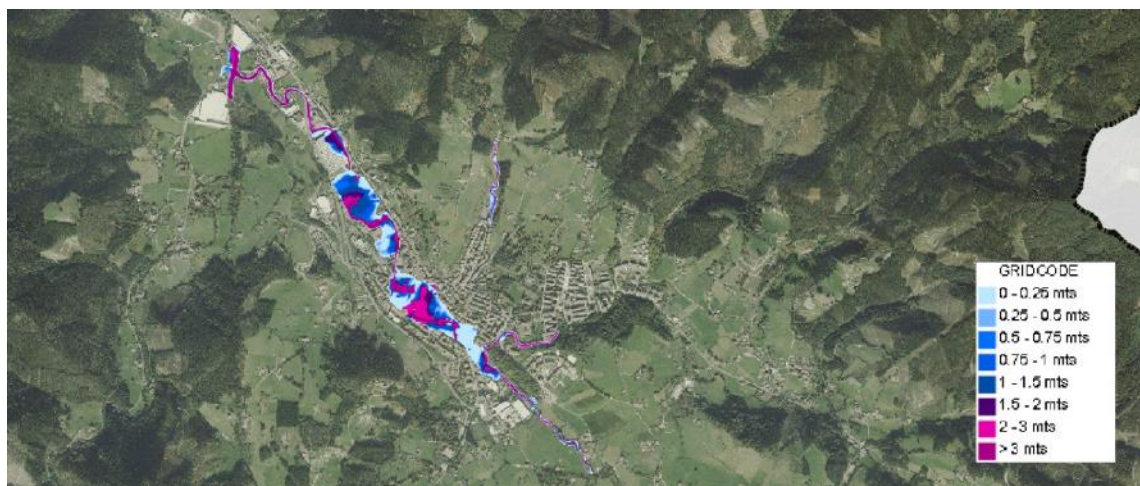 GRIDCODE
0 - 0.25 mts
0.25 - 0.5 mts
0.5 - 0.75 mts
0.75 - 1 mts
1 - 1.5 mts
1.5 - 2 mts
2 - 3 mts
> 3 mts